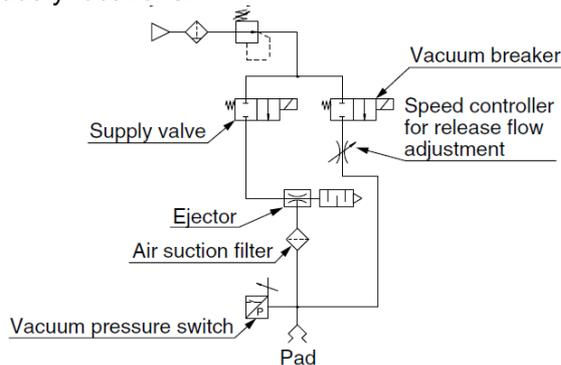 Vacuum breaker
Supply valve
Speed controller
for release flow
adjustment
Ejector
Air suction filter
P
Vacuum pressure switch
Pad